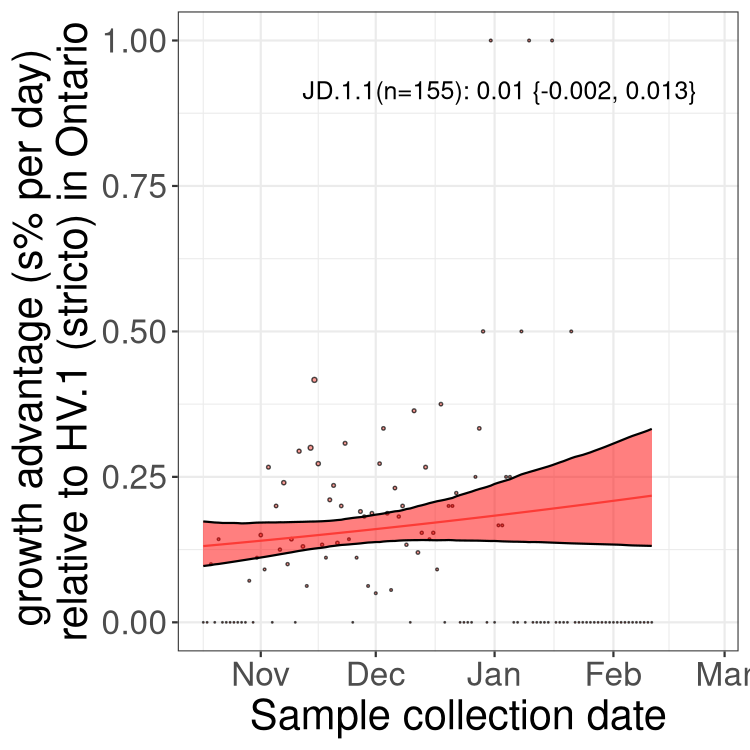 growth advantage (s% per day)
relative to HV.1 (stricto) in Ontario
1.00
JD.1.1(n=155): 0.01 {-0.002, 0.013}
0.75
0.50
0.25
0.00
Nov Dec Jan Feb Mar
Sample collection date